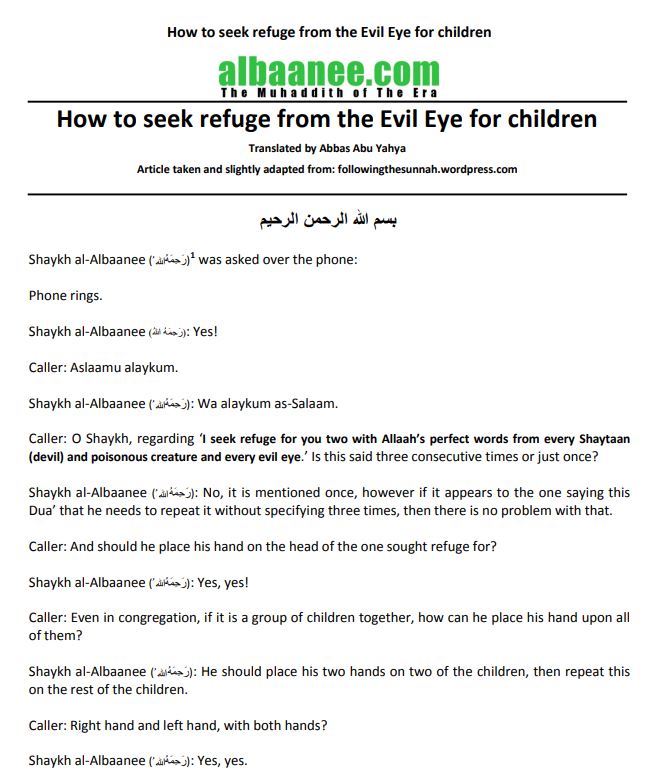 How to seek refuge from the Evil Eye for children
albaanee.com
The Muhaddith of The Era
How to seek refuge from the Evil Eye for children
Translated by Abbas Abu Yahya
Article taken and slightly adapted from: followingthesunnah.wordpress.com
بسم الله الرحمن الرحيم
Shaykh al-Albaanee (رَحِمَهُ الله)¹ was asked over the phone:
Phone rings.
Shaykh al-Albaanee (رَحِمَهُ الله): Yes!
Caller: Aslaamu alaykum.
Shaykh al-Albaanee (رَحِمَهُ الله): Wa alaykum as-Salaam.
Caller: O Shaykh, regarding ‘I seek refuge for you two with Allaah’s perfect words from every Shaytaan
(devil) and poisonous creature and every evil eye.’ Is this said three consecutive times or just once?
Shaykh al-Albaanee (رَحِمَهُ الله): No, it is mentioned once, however if it appears to the one saying this
Dua’ that he needs to repeat it without specifying three times, then there is no problem with that.
Caller: And should he place his hand on the head of the one sought refuge for?
Shaykh al-Albaanee (رَحِمَهُ الله): Yes, yes!
Caller: Even in congregation, if it is a group of children together, how can he place his hand upon all
of them?
Shaykh al-Albaanee (رَحِمَهُ الله): He should place his two hands on two of the children, then repeat this
on the rest of the children.
Caller: Right hand and left hand, with both hands?
Shaykh al-Albaanee (رَحِمَهُ الله): Yes, yes.